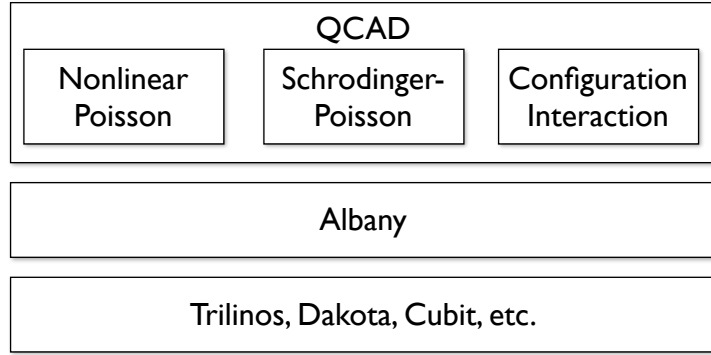 QCAD
Nonlinear
Poisson
Schrodinger-
Poisson
Configuration
Interaction
Albany
Trilinos, Dakota, Cubit, etc.